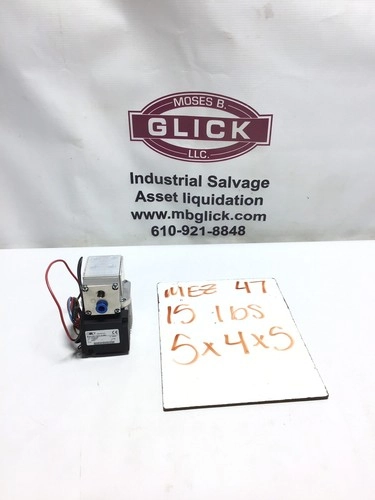 MOSES B.
GLICK
LLC.
Industrial Salvage
Asset liquidation
www.mbglick.com
610-921-8848
MEZ 47
15 lbs
5x4x5